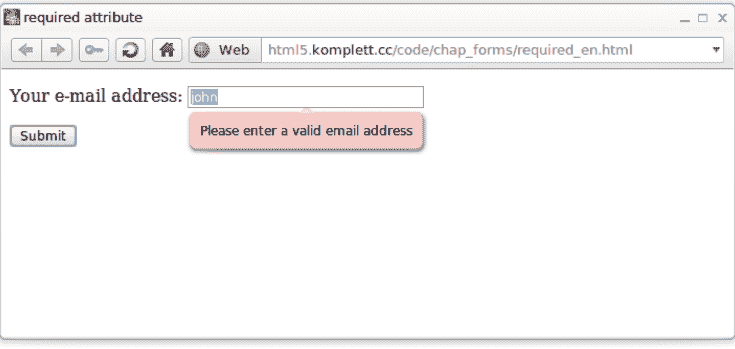 required attribute
Web html5.komplett.cc/code/chap_forms/required_en.html
Your e-mail address: john
Please enter a valid email address
Submit